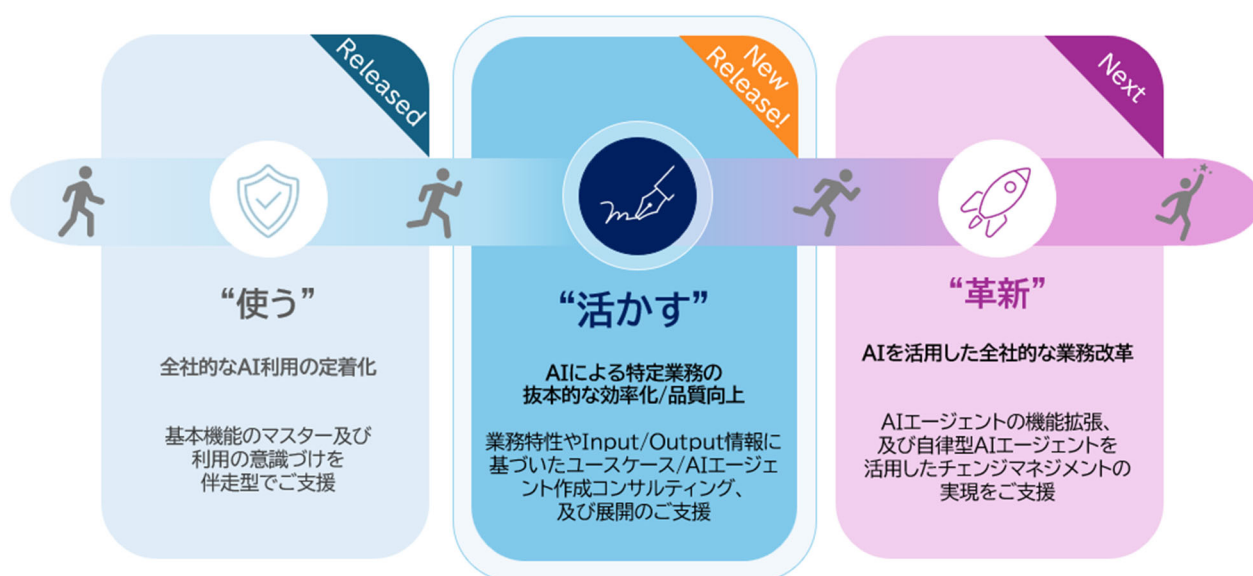 Released
“使う”
全社的なAI利用の定着化
基本機能のマスター及び
利用の意識づけを
伴走型でご支援
New
Release!
“活かす”
AIによる特定業務の
抜本的な効率化/品質向上
業務特性やInput/Output情報に
基づいたユースケース/AIエージェ
ント作成コンサルティング、
及び展開のご支援
Next
“革新”
AIを活用した全社的な業務改革
AIエージェントの機能拡張、
及び自律型AIエージェントを
活用したチェンジマネジメントの
実現をご支援